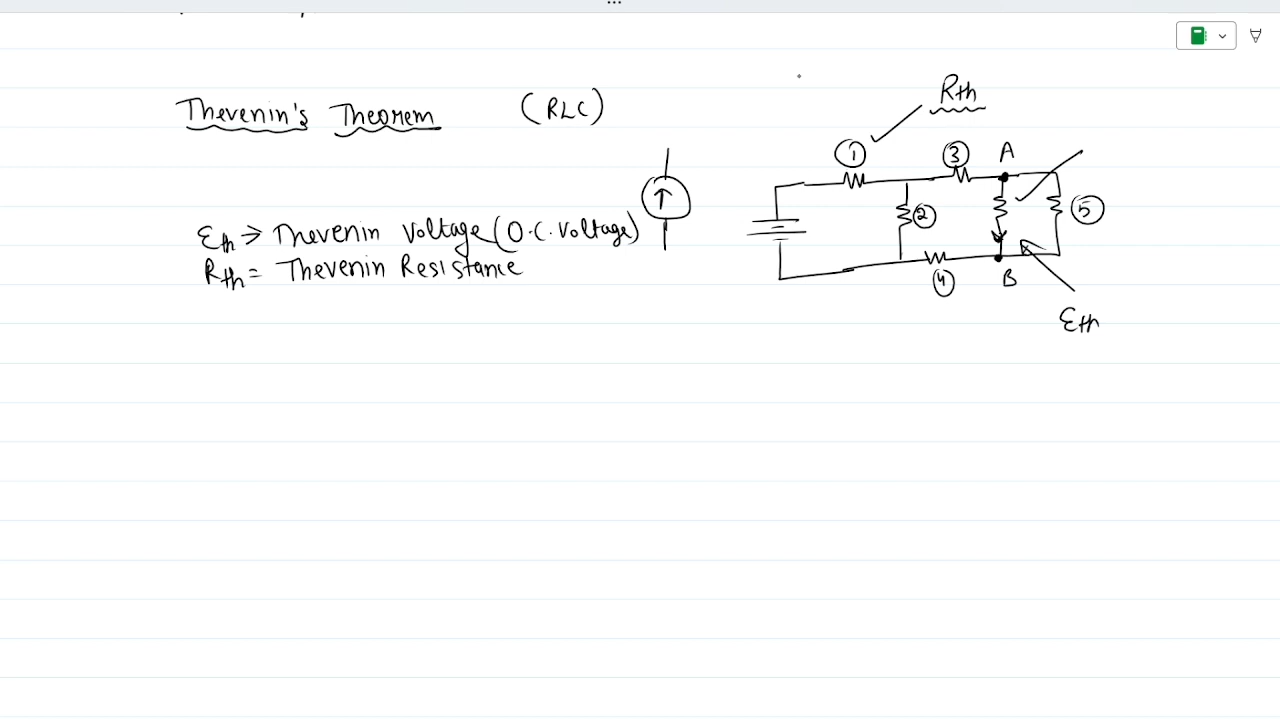 Thevenin's Theorem (RLC)
Rth
① ③ A
② ⑤
Eth → Thevenin Voltage (O.C. Voltage)
Rth = Thevenin Resistance
④ B
Eth